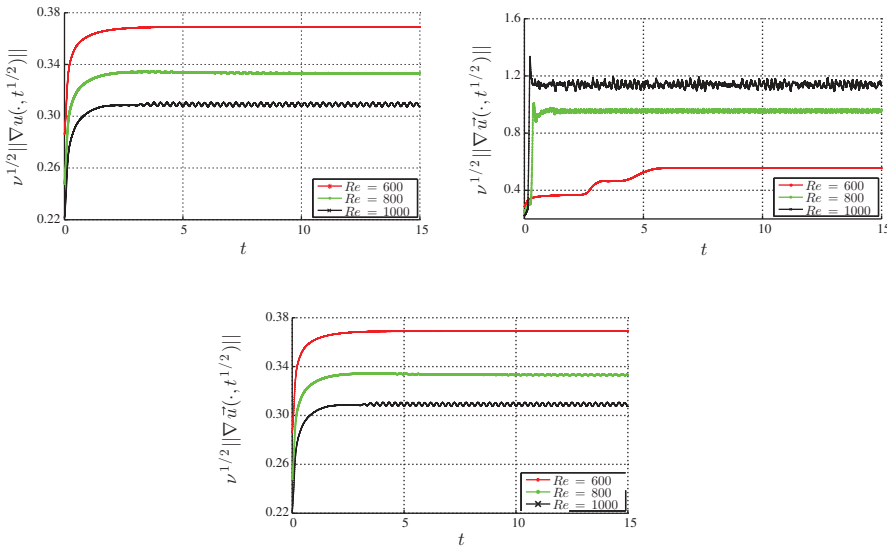 ν^{1/2}||∇u(·, t^{1/2})||
0.38
0.34
0.30
0.26
0.22
0
5
10
15
t
Re = 600
Re = 800
Re = 1000
ν^{1/2}||∇\vec{u}(·, t^{1/2})||
1.6
1.2
0.8
0.4
0
5
10
15
t
Re = 600
Re = 800
Re = 1000
ν^{1/2}||∇\vec{u}(·, t^{1/2})||
0.38
0.34
0.30
0.26
0.22
0
5
10
15
t
Re = 600
Re = 800
Re = 1000